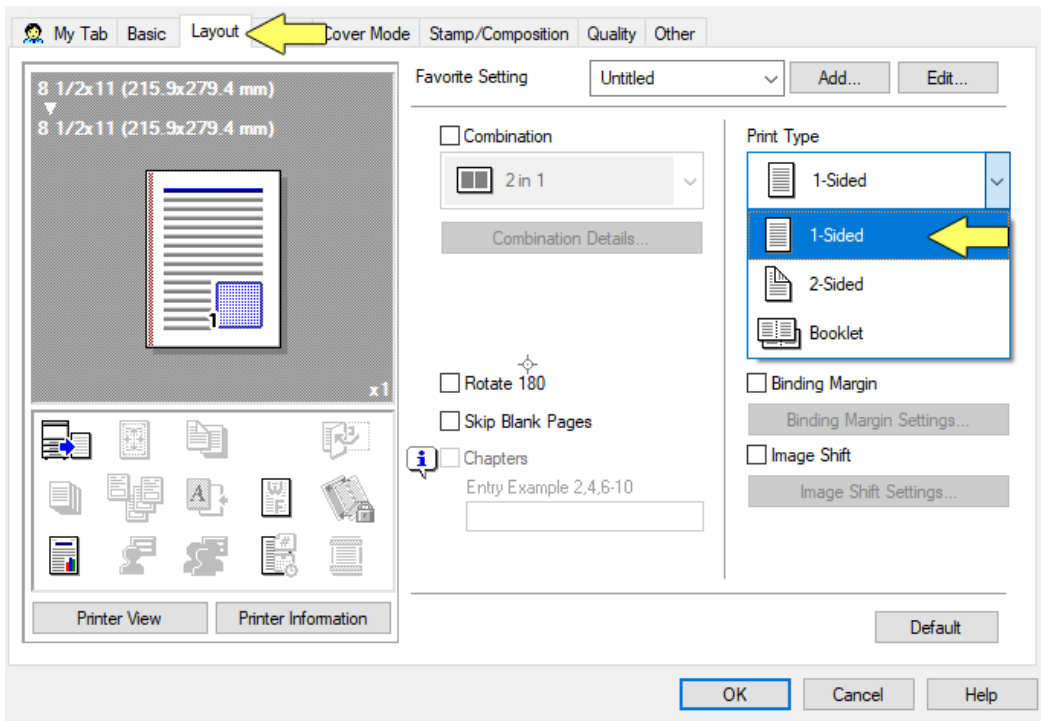 My Tab
Basic
Layout
Cover Mode
Stamp/Composition
Quality
Other
8 1/2x11 (215.9x279.4 mm)
8 1/2x11 (215.9x279.4 mm)
1
x1
Printer View
Printer Information
Favorite Setting
Untitled
Add...
Edit...
Combination
2 in 1
Combination Details...
Rotate 180
Skip Blank Pages
Chapters
Entry Example 2,4,6-10
Print Type
1-Sided
1-Sided
2-Sided
Booklet
Binding Margin
Binding Margin Settings...
Image Shift
Image Shift Settings...
Default
OK
Cancel
Help